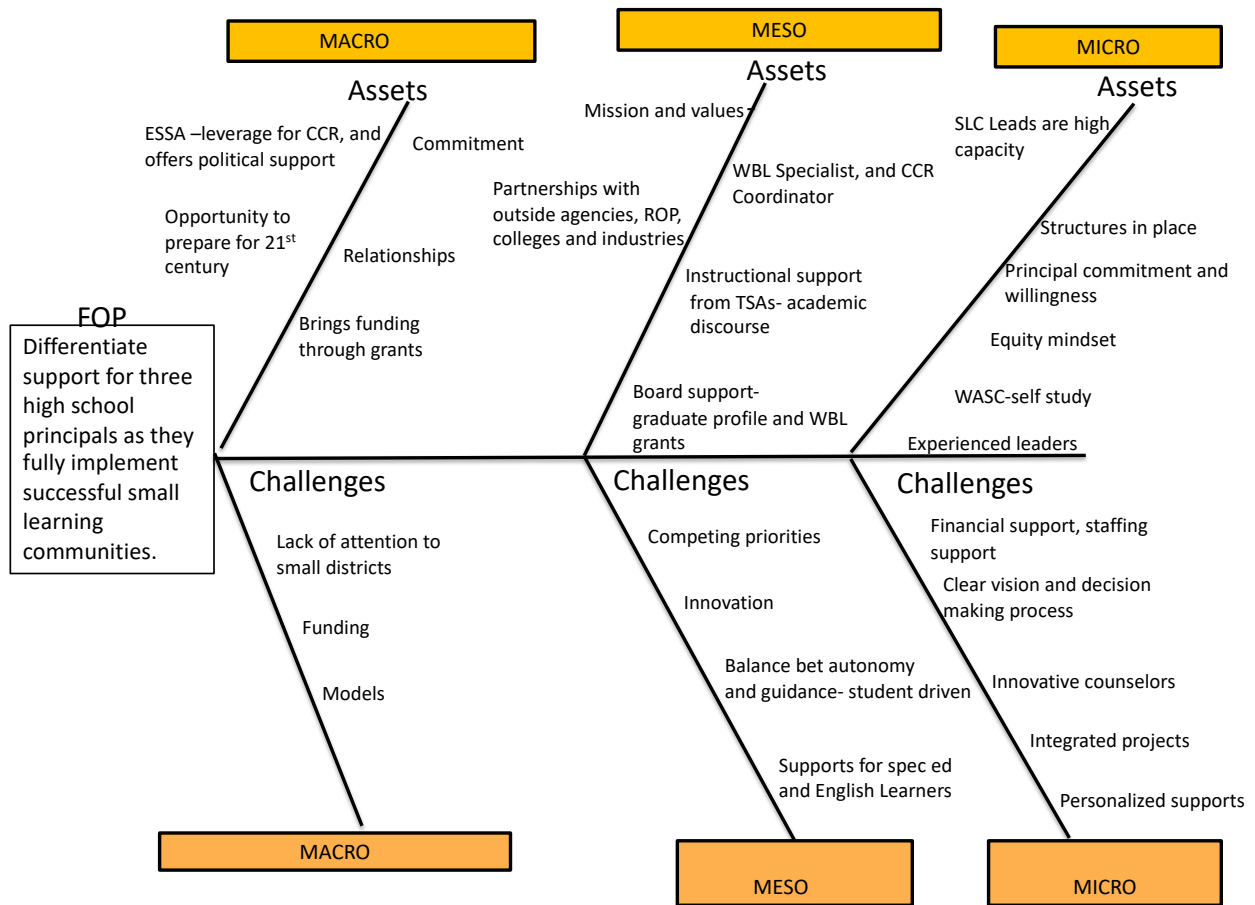 MACRO
Assets
ESSA –leverage for CCR, and
offers political support
Commitment
Opportunity to
prepare for 21st
century
Relationships
Brings funding
through grants
MESO
Assets
Mission and values
WBL Specialist, and CCR
Coordinator
Partnerships with
outside agencies, ROP,
colleges and industries
Instructional support
from TSAs- academic
discourse
Board support-
graduate profile and WBL
grants
MICRO
Assets
SLC Leads are high
capacity
Structures in place
Principal commitment and
willingness
Equity mindset
WASC-self study
Experienced leaders
FOP
Differentiate
support for three
high school
principals as they
fully implement
successful small
learning
communities.
Challenges
Lack of attention to
small districts
Funding
Models
MACRO
Challenges
Competing priorities
Innovation
Balance bet autonomy
and guidance- student driven
Supports for spec ed
and English Learners
MESO
Challenges
Financial support, staffing
support
Clear vision and decision
making process
Innovative counselors
Integrated projects
Personalized supports
MICRO